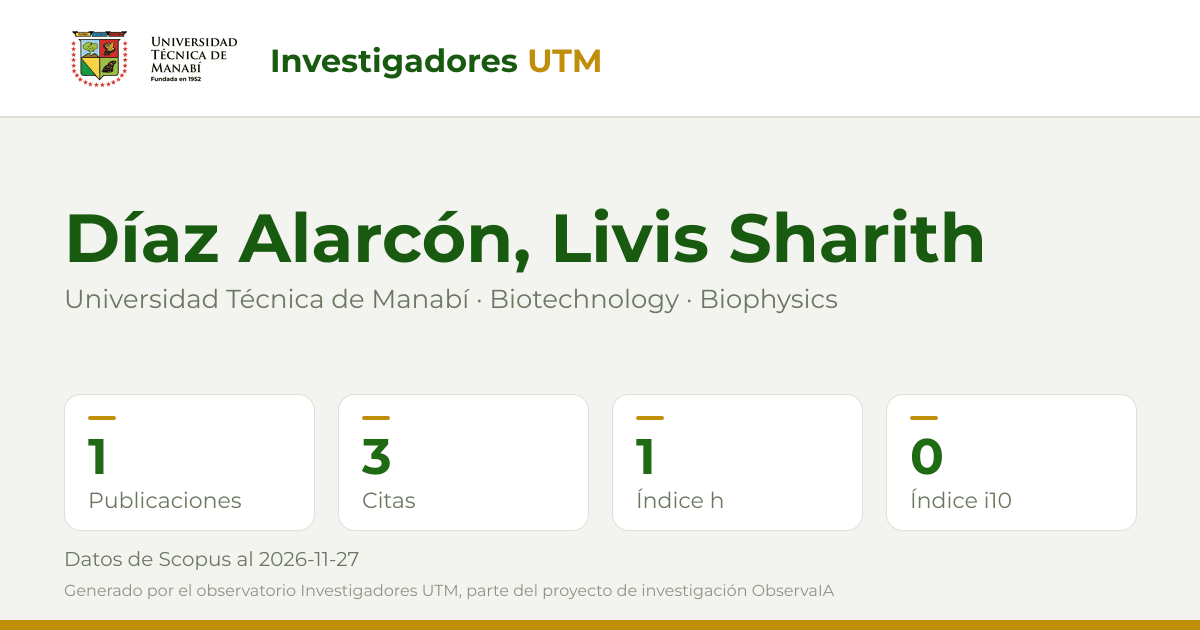 UNIVERSIDAD
TÉCNICA DE
MANABÍ
Fundada en 1952
Investigadores UTM
Díaz Alarcón, Livis Sharith
Universidad Técnica de Manabí · Biotechnology · Biophysics
1
Publicaciones
3
Citas
1
Índice h
0
Índice i10
Datos de Scopus al 2026-11-27
Generado por el observatorio Investigadores UTM, parte del proyecto de investigación ObservaIA